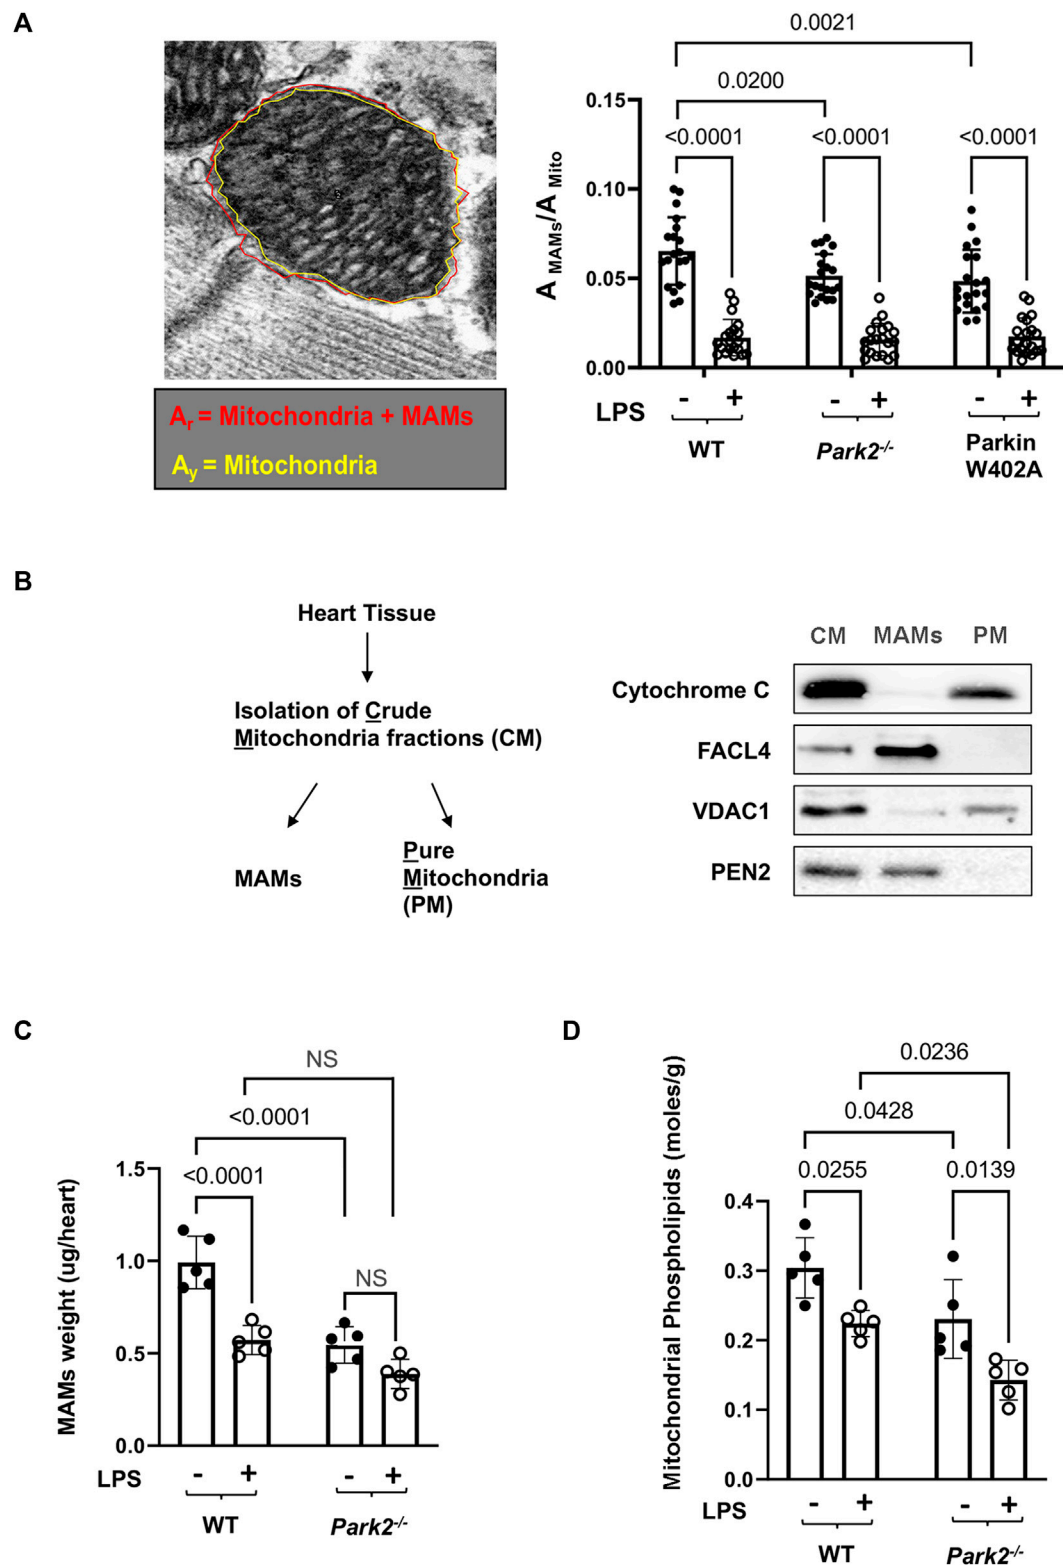 A
0.0021
0.0200
<0.0001 <0.0001 <0.0001
0.15
0.10
0.05
0.00
A MAMs/A Mito
LPS - + - + - +
WT Park2-/- Parkin
W402A
Ar = Mitochondria + MAMs
Ay = Mitochondria
B
Heart Tissue
Isolation of Crude
Mitochondria fractions (CM)
MAMs
Pure
Mitochondria
(PM)
CM MAMs PM
Cytochrome C
FACL4
VDAC1
PEN2
C
NS
<0.0001
<0.0001
NS
1.5
1.0
0.5
0.0
MAMs weight (ug/heart)
LPS - + - +
WT Park2-/-
D
0.0236
0.0428
0.0255 0.0139
0.4
0.3
0.2
0.1
0.0
Mitochondrial Phospholipids (moles/g)
LPS - + - +
WT Park2-/-